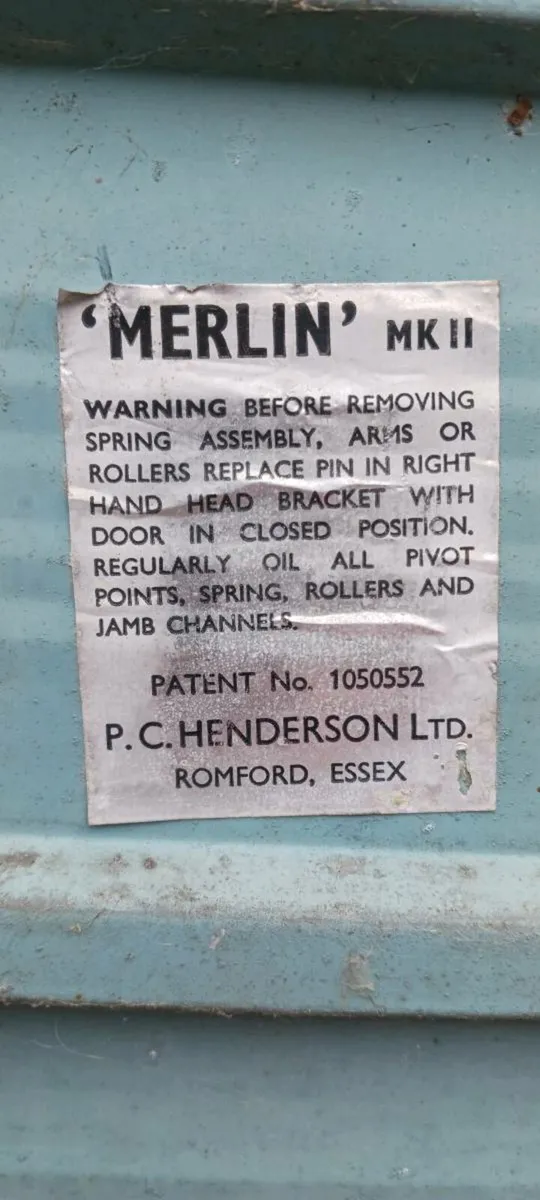 ‘MERLIN’ MK II
WARNING BEFORE REMOVING
SPRING ASSEMBLY, ARMS OR
ROLLERS REPLACE PIN IN RIGHT
HAND HEAD BRACKET WITH
DOOR IN CLOSED POSITION.
REGULARLY OIL ALL PIVOT
POINTS, SPRING, ROLLERS AND
JAMB CHANNELS.
PATENT No. 1050552
P.C. HENDERSON LTD.
ROMFORD, ESSEX